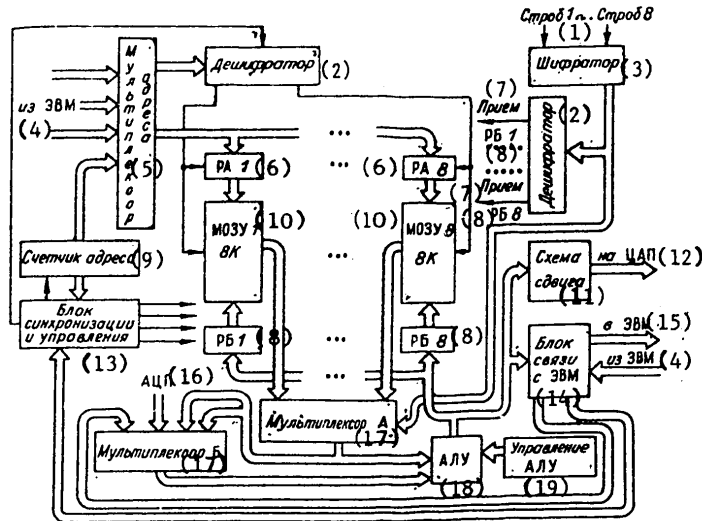 Строб 1... Строб 8
(1)
Мультиплексор адреса
(5)
Дешифратор
(2)
Шифратор
(3)
из ЭВМ
(4)
(7)
Прием
РБ 1
(8)
Прием
(7)
РБ 8
(8)
Дешифратор
(2)
...
РА 1
(6)
(6)
РА 8
(10)
МОЗУ 1
8К
(10)
МОЗУ 8
8К
...
Счетчик адреса
(9)
Схема
сдвига
(11)
на ЦАП
(12)
Блок
синхронизации
и управления
(13)
РБ 1
(8)
...
РБ 8
(8)
Блок
связи
с ЭВМ
(14)
в ЭВМ
(15)
из ЭВМ
(4)
АЦП
(16)
...
Мультиплексор А
(17)
Мультиплексор Б
(17)
АЛУ
(18)
Управление
АЛУ
(19)